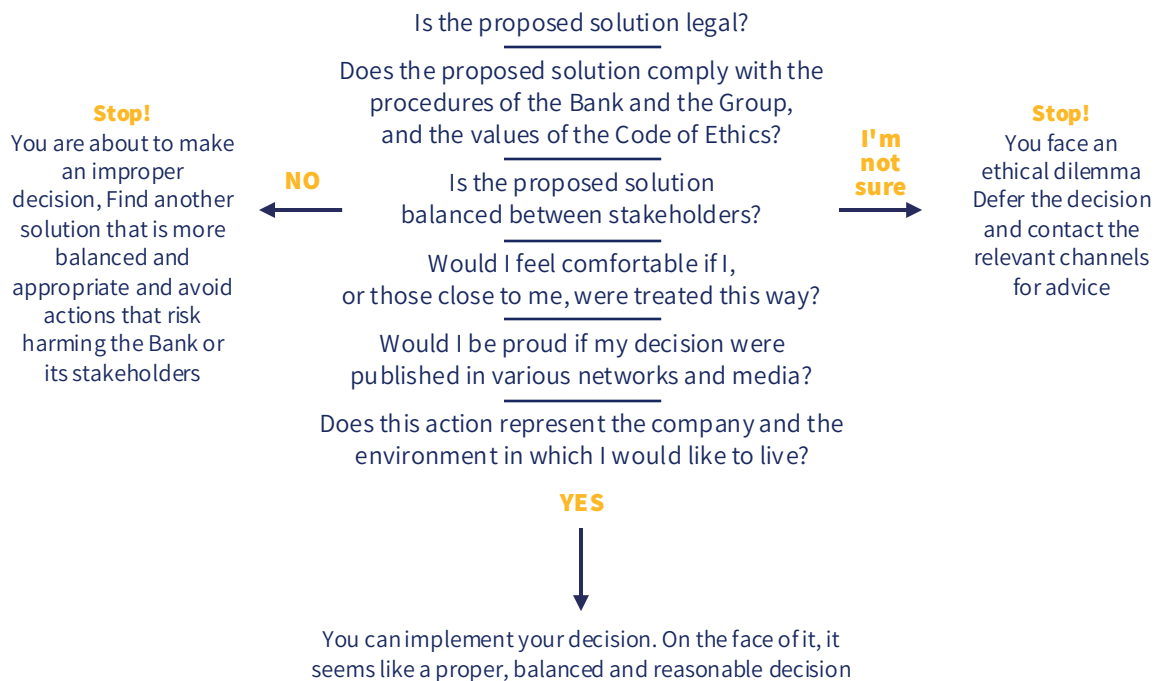 Is the proposed solution legal?
Does the proposed solution comply with the
procedures of the Bank and the Group,
and the values of the Code of Ethics?
Is the proposed solution
balanced between stakeholders?
Would I feel comfortable if I,
or those close to me, were treated this way?
Would I be proud if my decision were
published in various networks and media?
Does this action represent the company and the
environment in which I would like to live?
NO
Stop!
You are about to make
an improper
decision, Find another
solution that is more
balanced and
appropriate and avoid
actions that risk
harming the Bank or
its stakeholders
I'm
not
sure
Stop!
You face an
ethical dilemma
Defer the decision
and contact the
relevant channels
for advice
YES
You can implement your decision. On the face of it, it
seems like a proper, balanced and reasonable decision